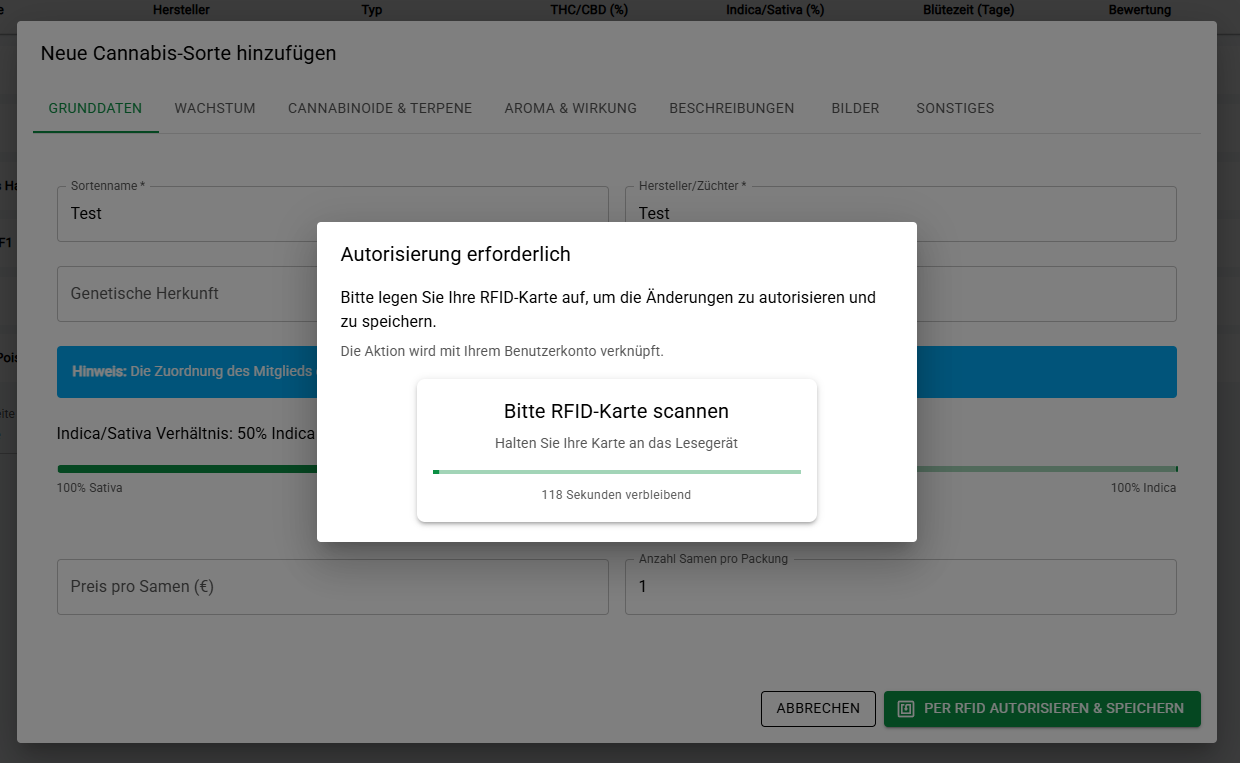 Hersteller Typ THC/CBD (%) Indica/Sativa (%) Blütezeit (Tage) Bewertung
Neue Cannabis-Sorte hinzufügen
GRUNDDATEN WACHSTUM CANNABINOIDE & TERPENE AROMA & WIRKUNG BESCHREIBUNGEN BILDER SONSTIGES
Sortenname * Hersteller/Züchter *
Test Test
F1
Genetische Herkunft
Hinweis: Die Zuordnung des Mitglieds
Indica/Sativa Verhältnis: 50% Indica
100% Sativa 100% Indica
Autorisierung erforderlich
Bitte legen Sie Ihre RFID-Karte auf, um die Änderungen zu autorisieren und
zu speichern.
Die Aktion wird mit Ihrem Benutzerkonto verknüpft.
Bitte RFID-Karte scannen
Halten Sie Ihre Karte an das Lesegerät
118 Sekunden verbleibend
Anzahl Samen pro Packung
Preis pro Samen (€) 1
ABBRECHEN PER RFID AUTORISIEREN & SPEICHERN